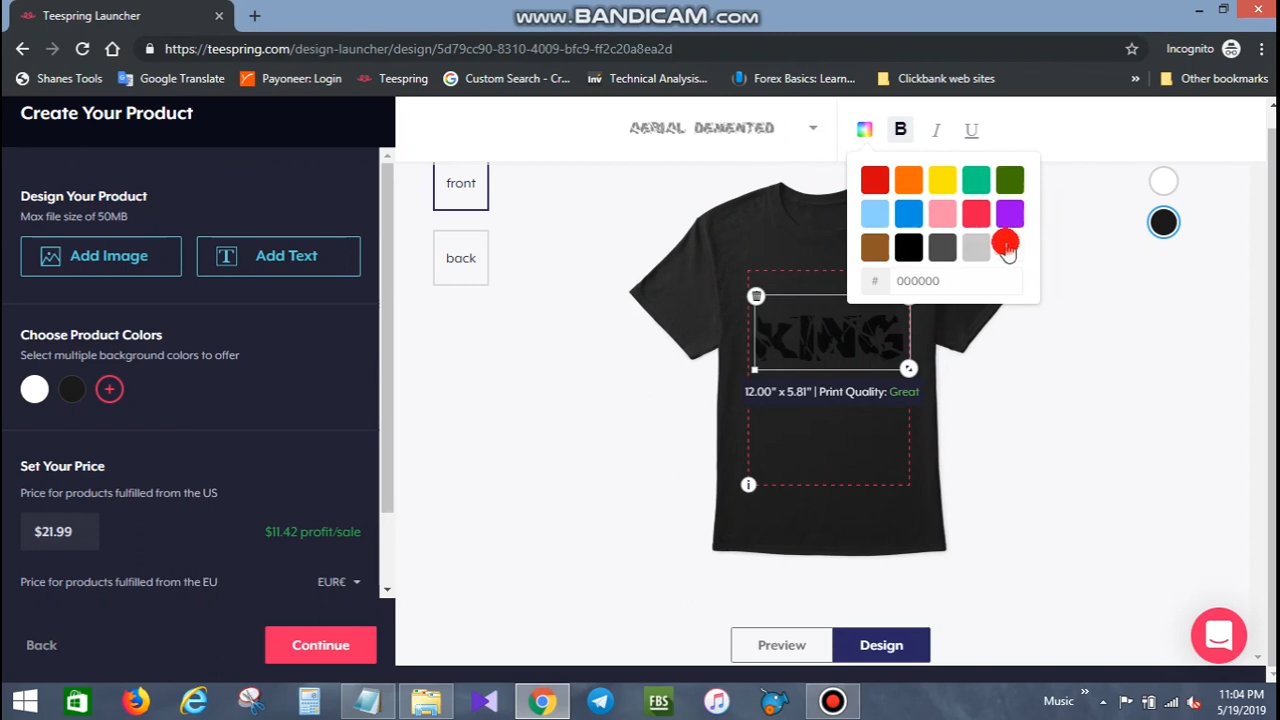 Teespring Launcher
www.BANDICAM.com
https://teespring.com/design-launcher/design/5d79cc90-8310-4009-bfc9-ff2c20a8ea2d
Incognito
Shanes Tools
Google Translate
Payoneer: Login
Teespring
Custom Search - Cr...
inv
Technical Analysis...
Forex Basics: Learn...
Clickbank web sites
»
Other bookmarks
Create Your Product
AERIAL DEMENTED
B I U
Design Your Product
Max file size of 50MB
Add Image
T Add Text
front
back
# 000000
KING
12.00" x 5.81" | Print Quality: Great
Choose Product Colors
Select multiple background colors to offer
Set Your Price
Price for products fulfilled from the US
$21.99
$11.42 profit/sale
Price for products fulfilled from the EU
EUR€
Back
Continue
Preview
Design
FBS
Music
»
11:04 PM
5/19/2019